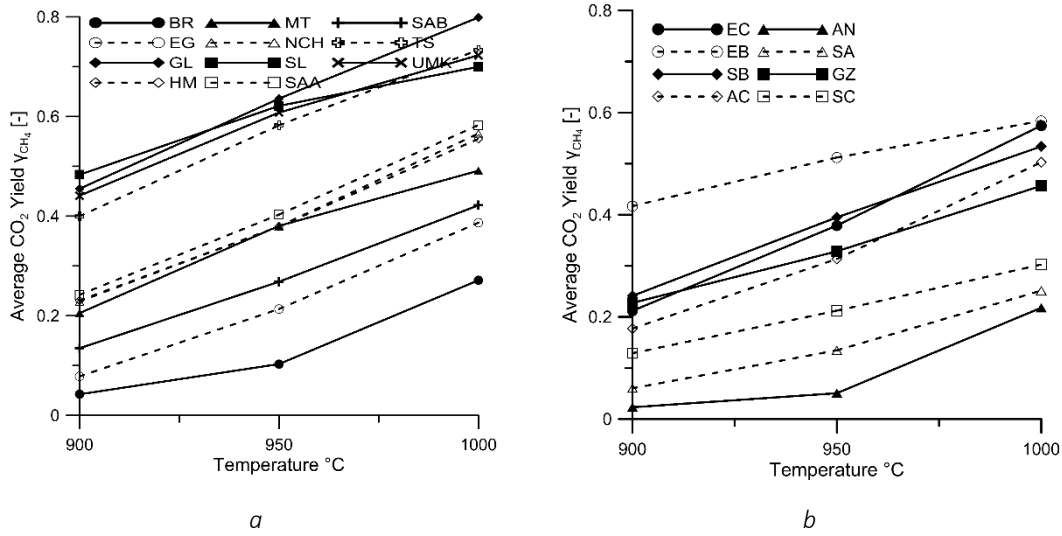 0.8
0.6
0.4
0.2
0
Average CO₂ Yield γCH₄ [-]
BR
EG
GL
HM
MT
NCH
SL
SAA
SAB
TS
UMK
900
950
1000
Temperature °C
a
0.8
0.6
0.4
0.2
0
Average CO₂ Yield γCH₄ [-]
EC
EB
SB
AC
AN
SA
GZ
SC
900
950
1000
Temperature °C
b